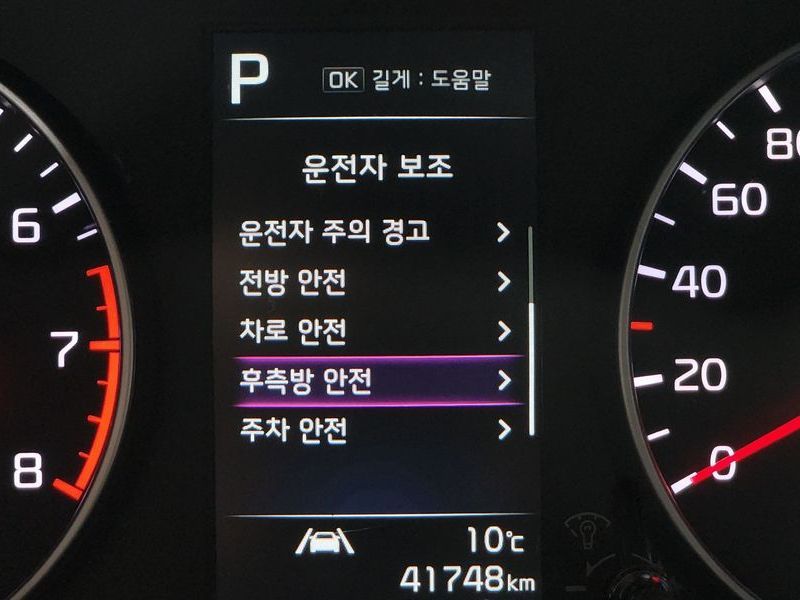 P
OK 길게 : 도움말
운전자 보조
운전자 주의 경고
전방 안전
차로 안전
후측방 안전
주차 안전
10℃
41748km
6
7
8
80
60
40
20
0